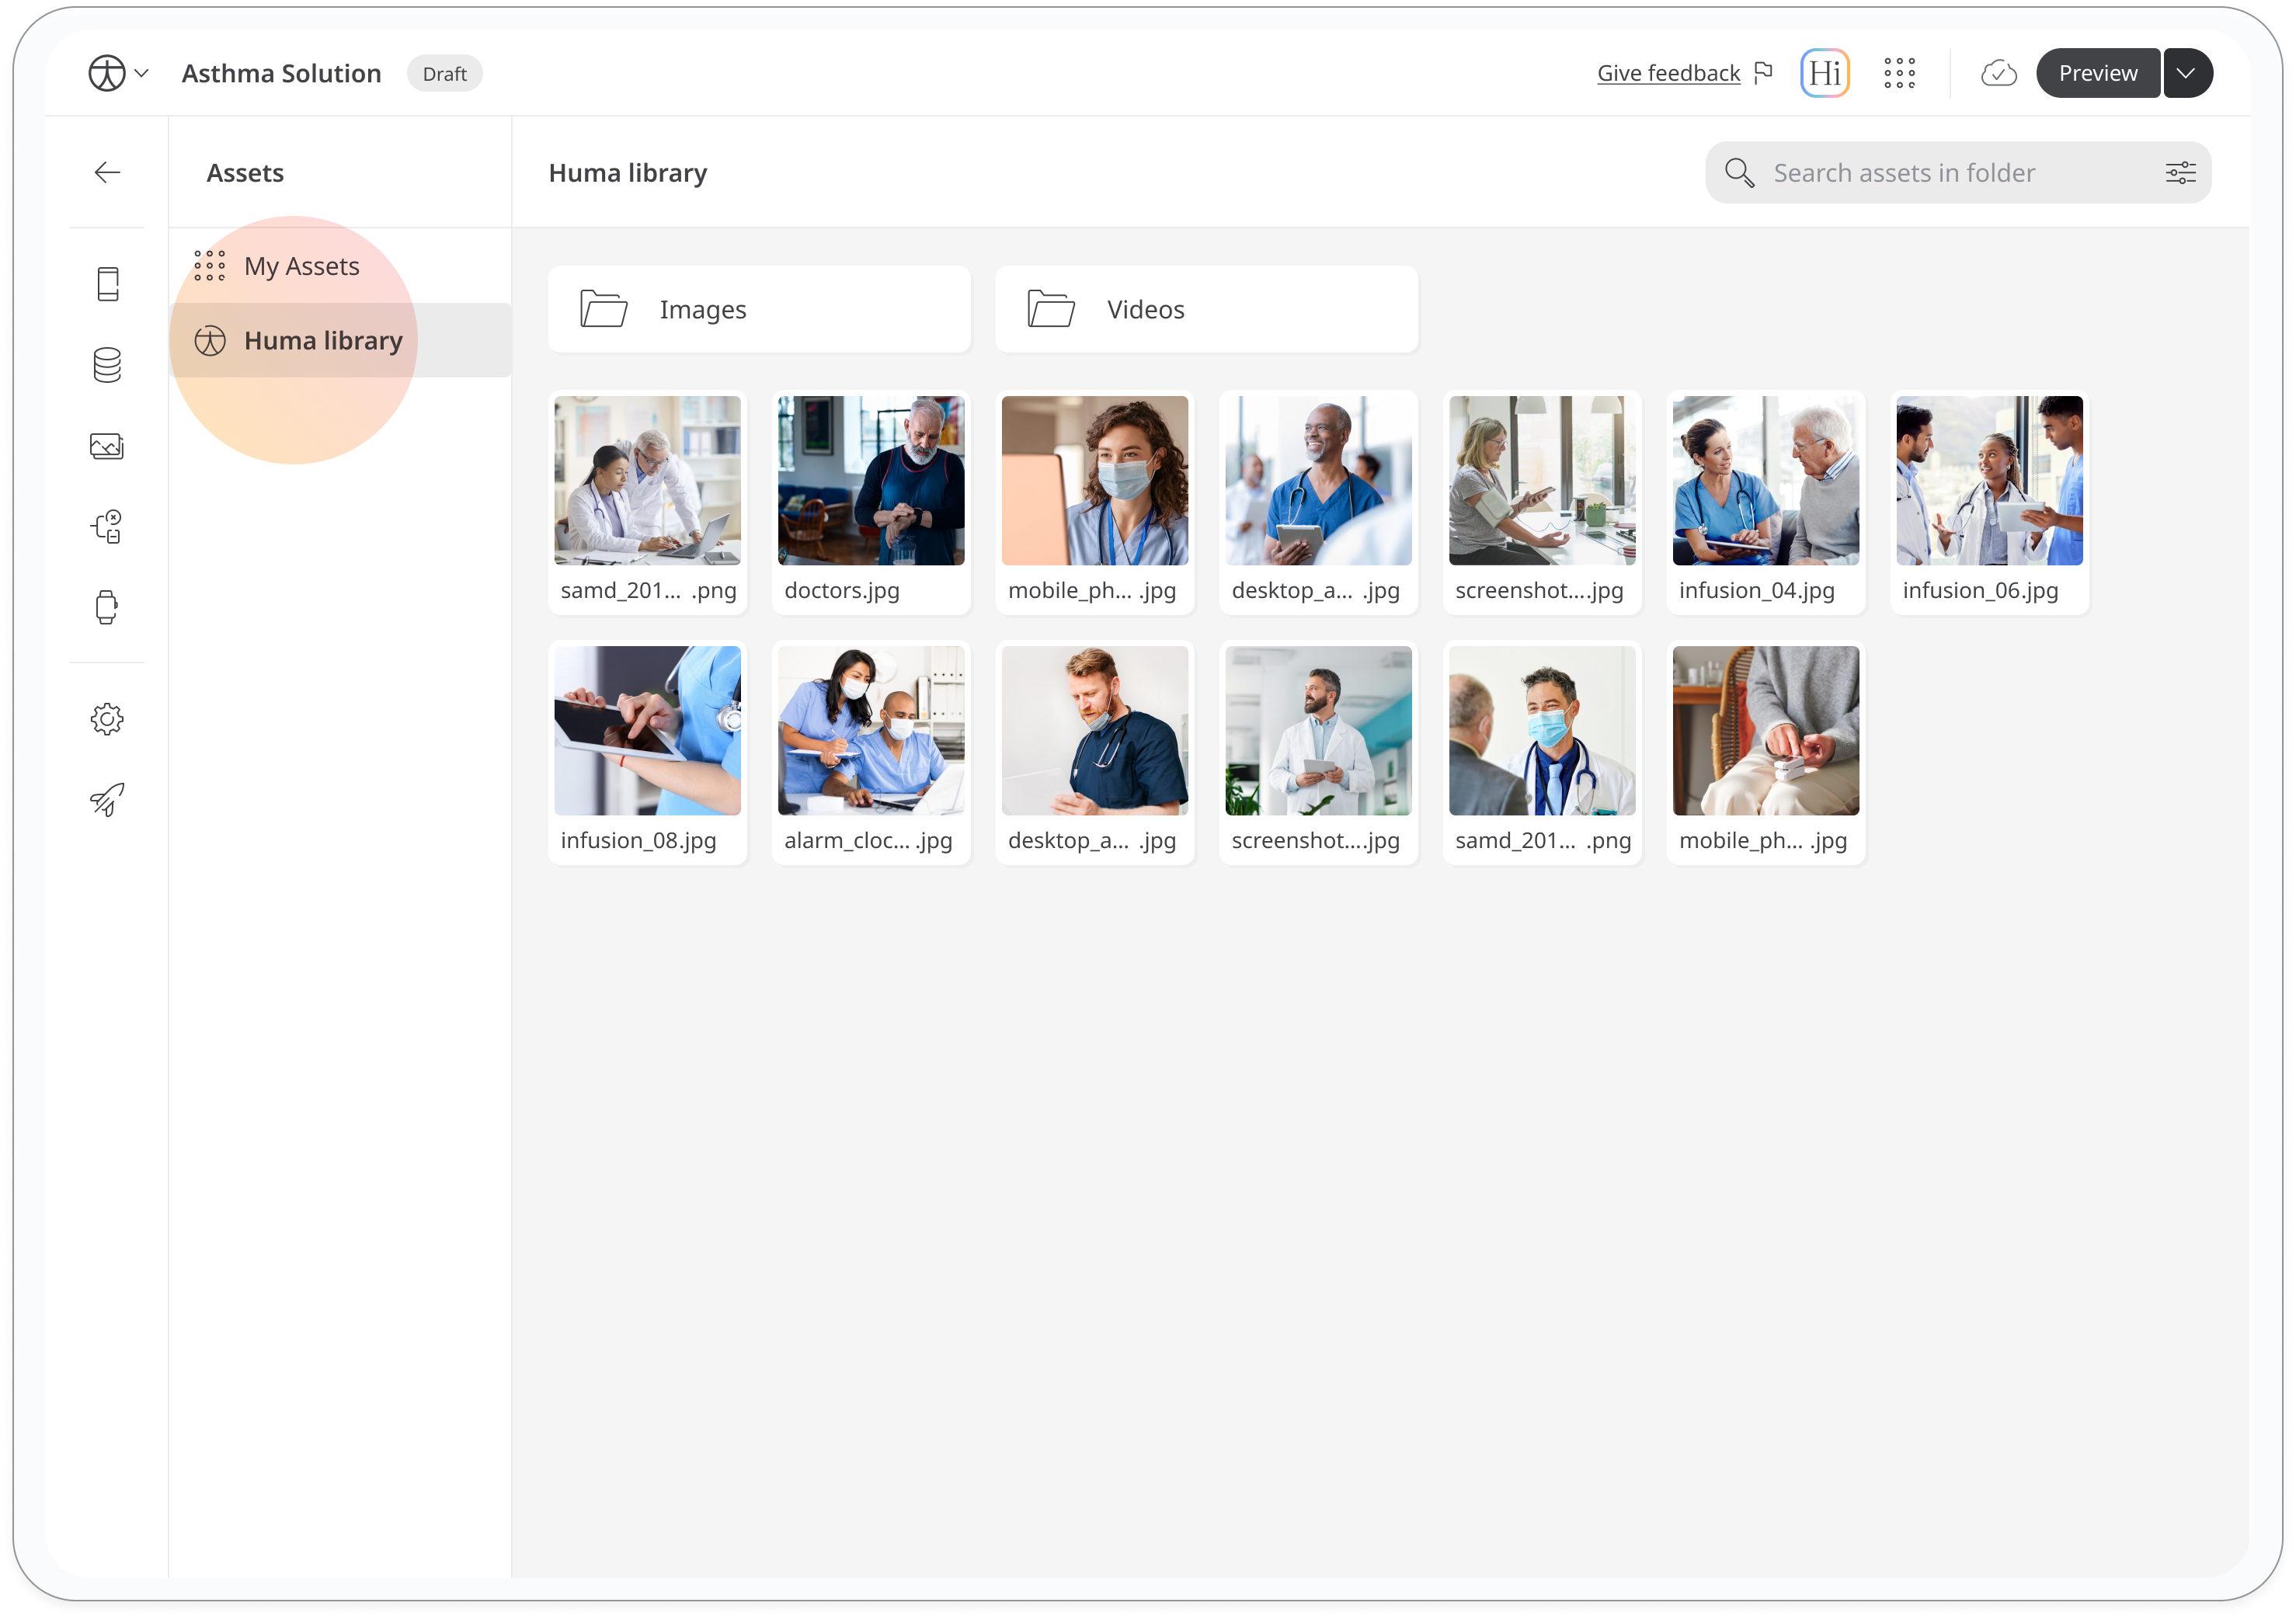 Asthma Solution
Draft
Give feedback
Hi
Preview
Assets
Huma library
Search assets in folder
My Assets
Huma library
Images
Videos
samd_201... .png
doctors.jpg
mobile_ph... .jpg
desktop_a... .jpg
screenshot....jpg
infusion_04.jpg
infusion_06.jpg
infusion_08.jpg
alarm_cloc... .jpg
desktop_a... .jpg
screenshot....jpg
samd_201... .png
mobile_ph... .jpg